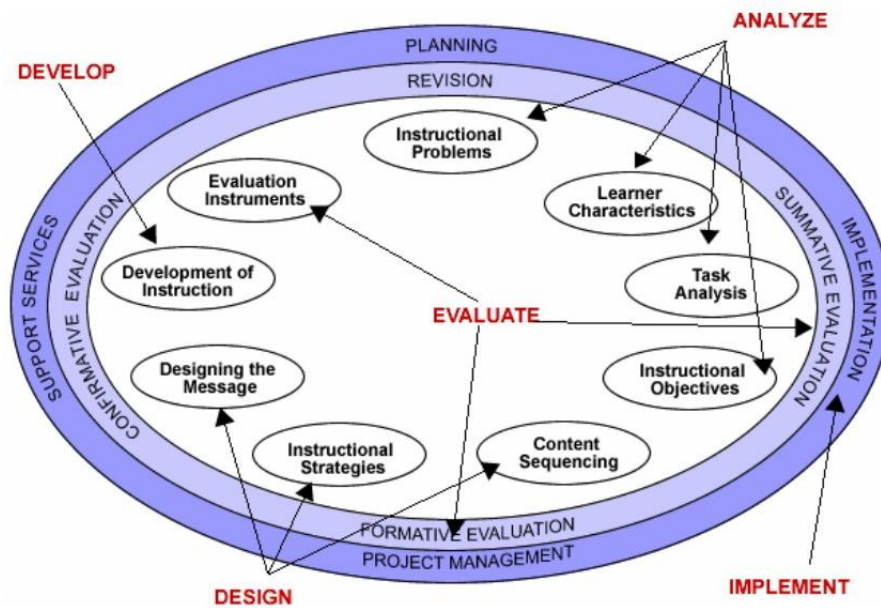 ANALYZE
PLANNING
DEVELOP
REVISION
Instructional
Problems
Evaluation
Instruments
Learner
Characteristics
SUPPORT SERVICES
CONFIRMATIVE EVALUATION
SUMMATIVE EVALUATION
IMPLEMENTATION
Development of
Instruction
Task
Analysis
EVALUATE
Designing the
Message
Instructional
Objectives
Instructional
Strategies
Content
Sequencing
FORMATIVE EVALUATION
PROJECT MANAGEMENT
DESIGN
IMPLEMENT